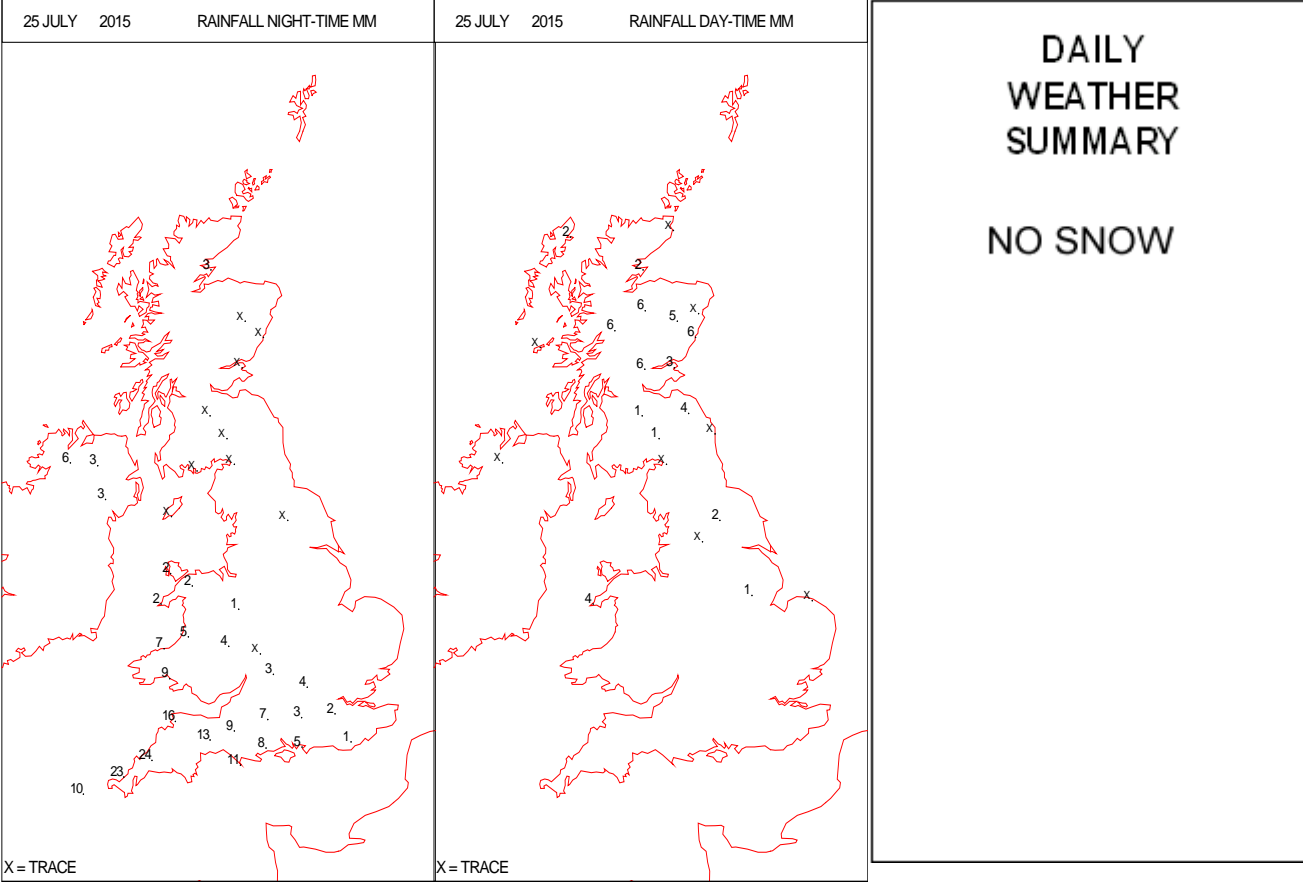 25 JULY 2015 RAINFALL NIGHT-TIME MM
3.
X.
X.
X.
X.
X.
6. 3.
X. X.
3.
X. X.
2.
2.
2. 1.
5.
7. 4. X.
9. 3.
4.
16. 7. 3. 2.
13. 9.
8. 5. 1.
24. 11.
23.
10.
X = TRACE
25 JULY 2015 RAINFALL DAY-TIME MM
2. X.
2.
6. X.
6. 5.
6.
X.
6. 3.
1. 4.
1. X.
X. X.
2.
X.
1.
4. X.
X = TRACE
DAILY
WEATHER
SUMMARY
NO SNOW